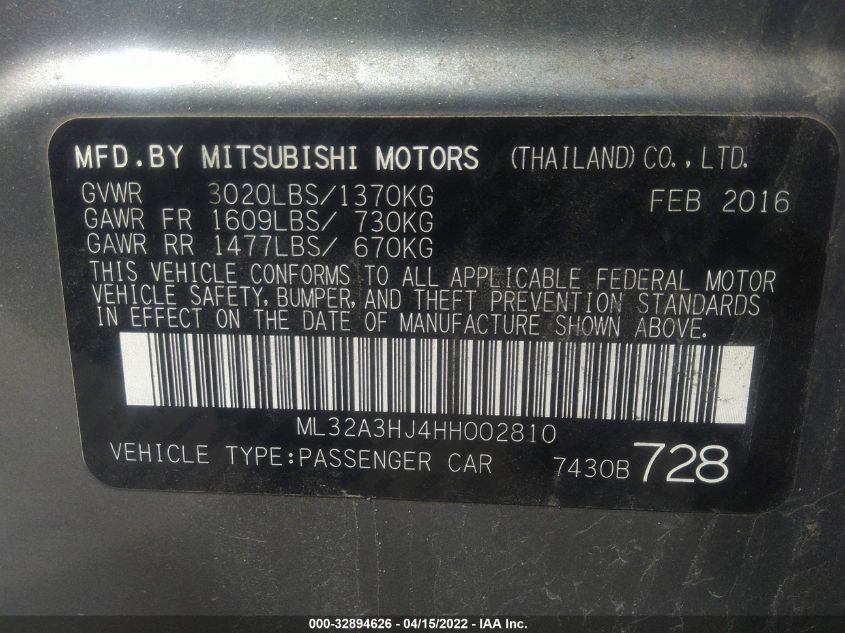 MFD.BY MITSUBISHI MOTORS (THAILAND) CO.,LTD.
GVWR 3020LBS/1370KG FEB 2016
GAWR FR 1609LBS/ 730KG
GAWR RR 1477LBS/ 670KG
THIS VEHICLE CONFORMS TO ALL APPLICABLE FEDERAL MOTOR
VEHICLE SAFETY, BUMPER, AND THEFT PREVENTION STANDARDS
IN EFFECT ON THE DATE OF MANUFACTURE SHOWN ABOVE.
ML32A3HJ4HH002810
VEHICLE TYPE:PASSENGER CAR 7430B 728
000-32894626 - 04/15/2022 - IAA Inc.